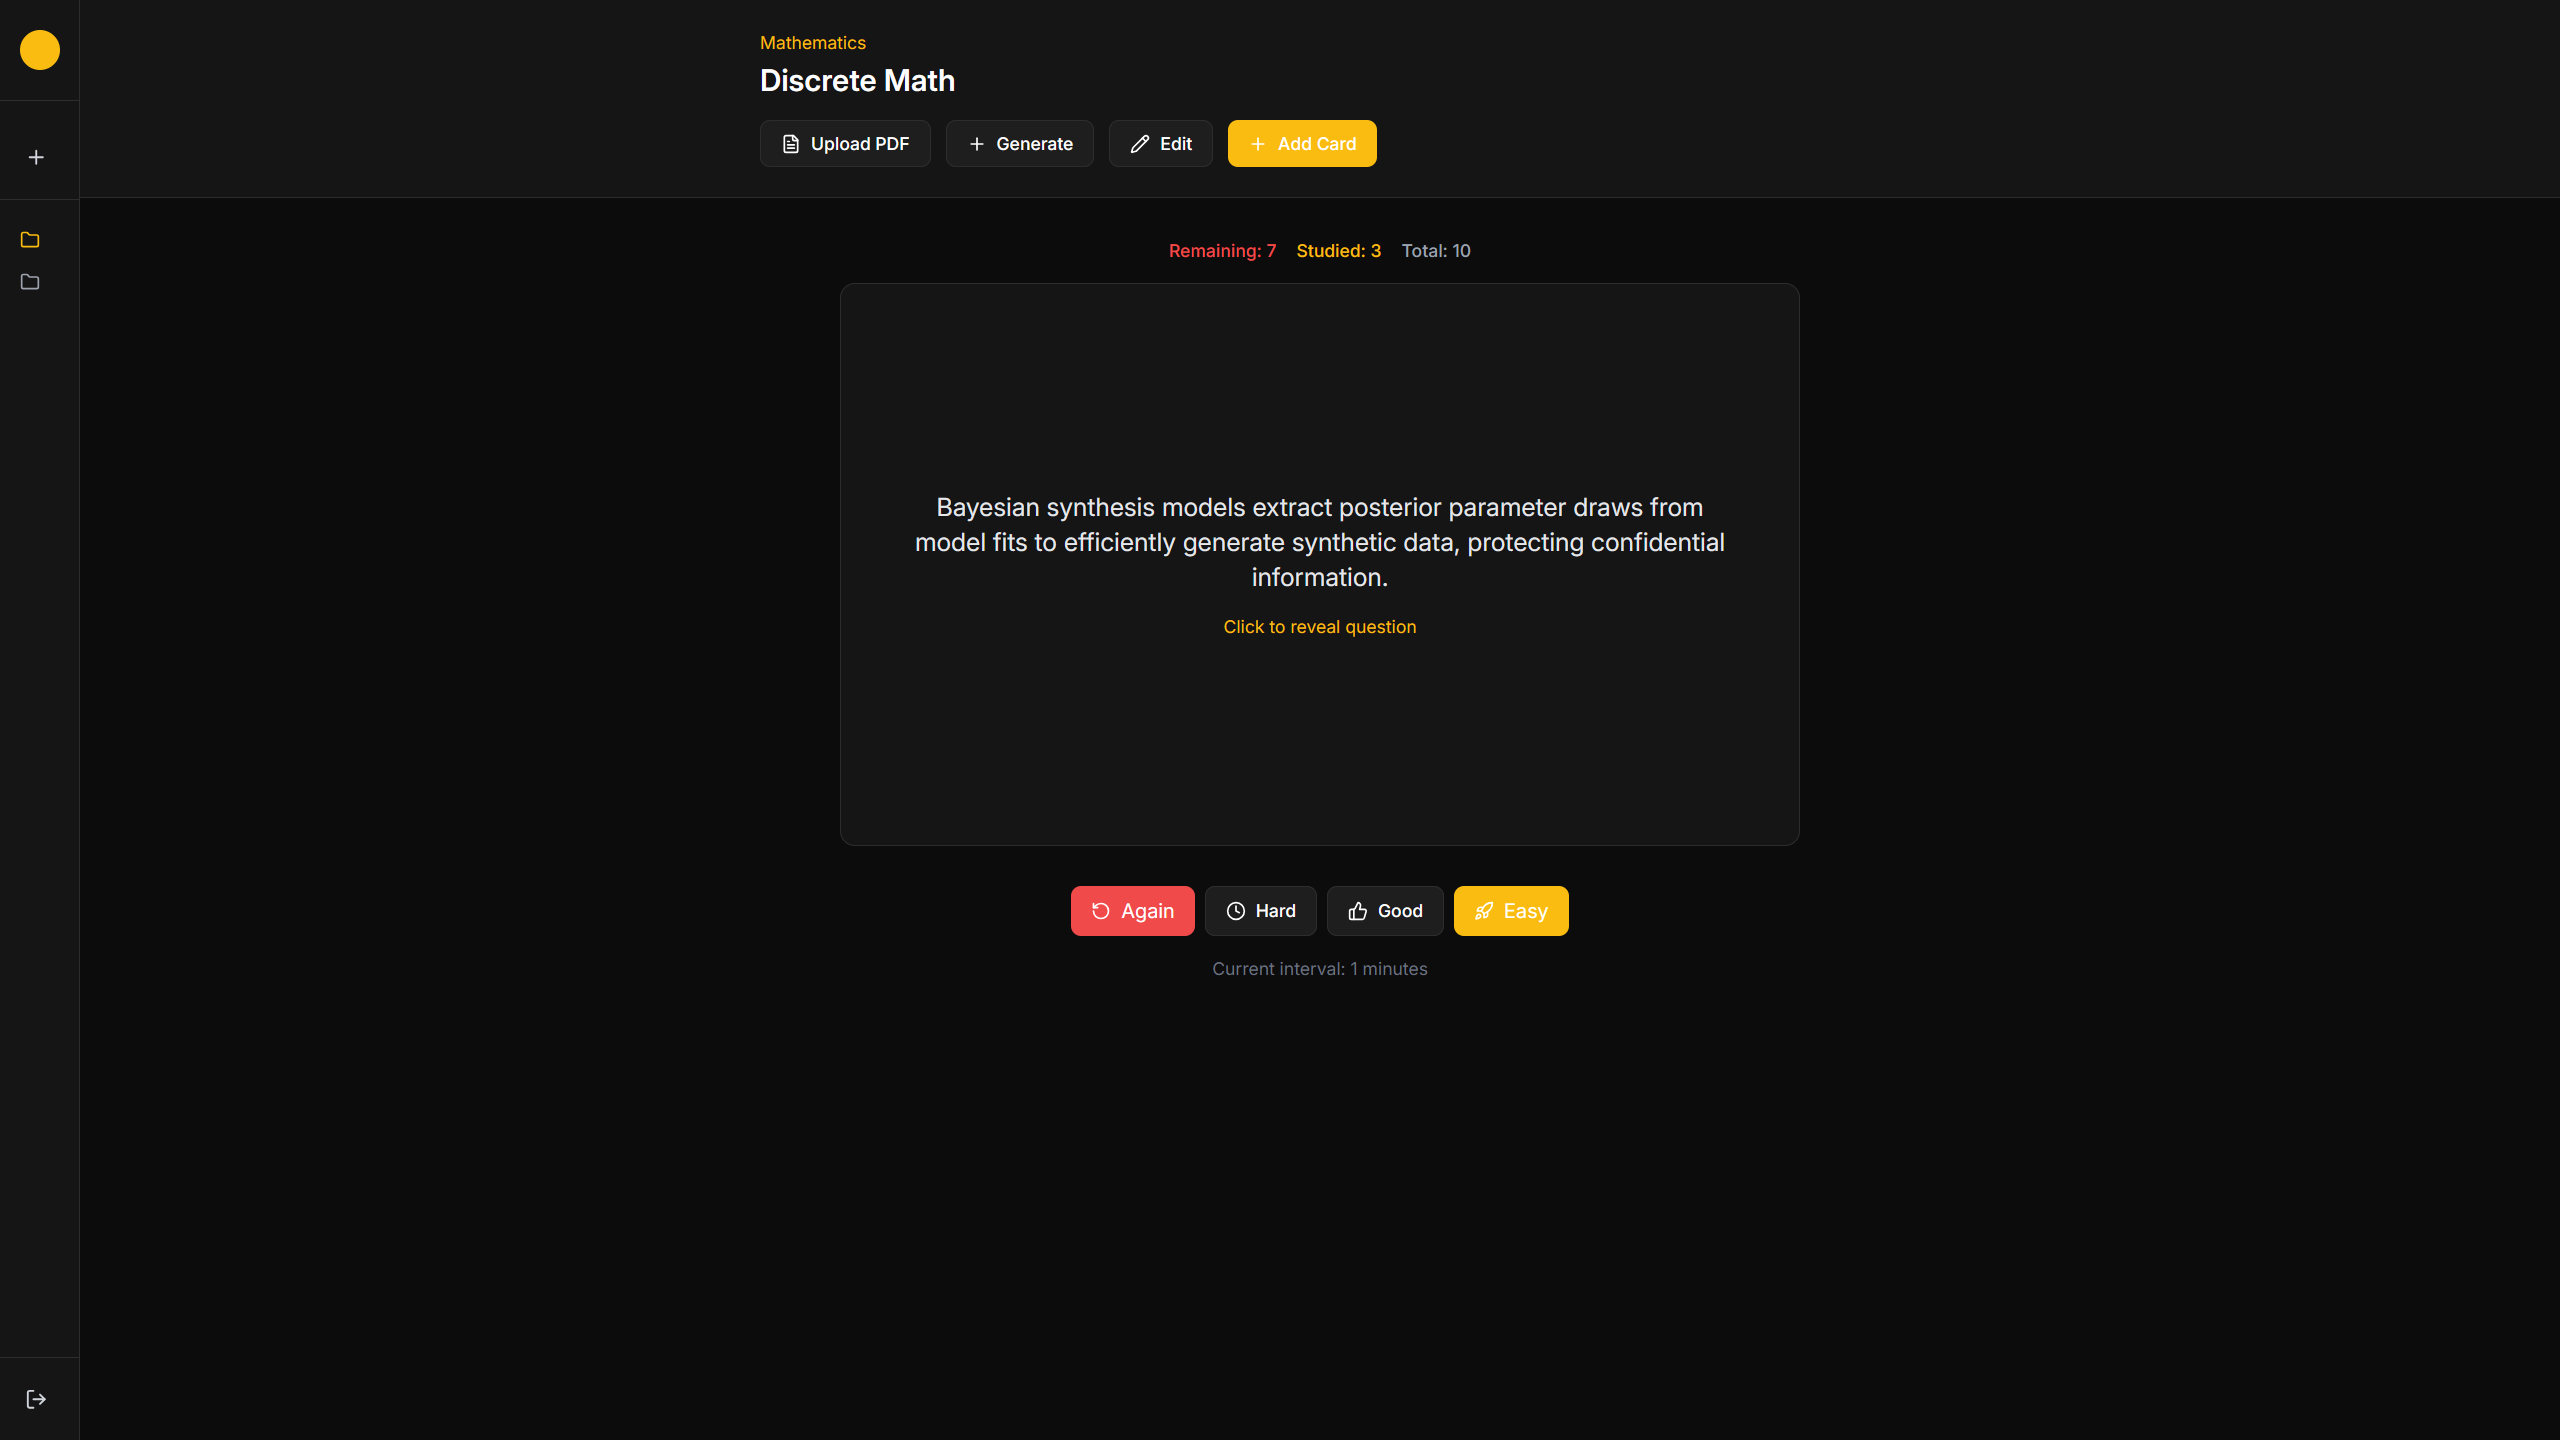 Mathematics
Discrete Math
Upload PDF
Generate
Edit
Add Card
Remaining: 7 Studied: 3 Total: 10
Bayesian synthesis models extract posterior parameter draws from
model fits to efficiently generate synthetic data, protecting confidential
information.
Click to reveal question
Again
Hard
Good
Easy
Current interval: 1 minutes